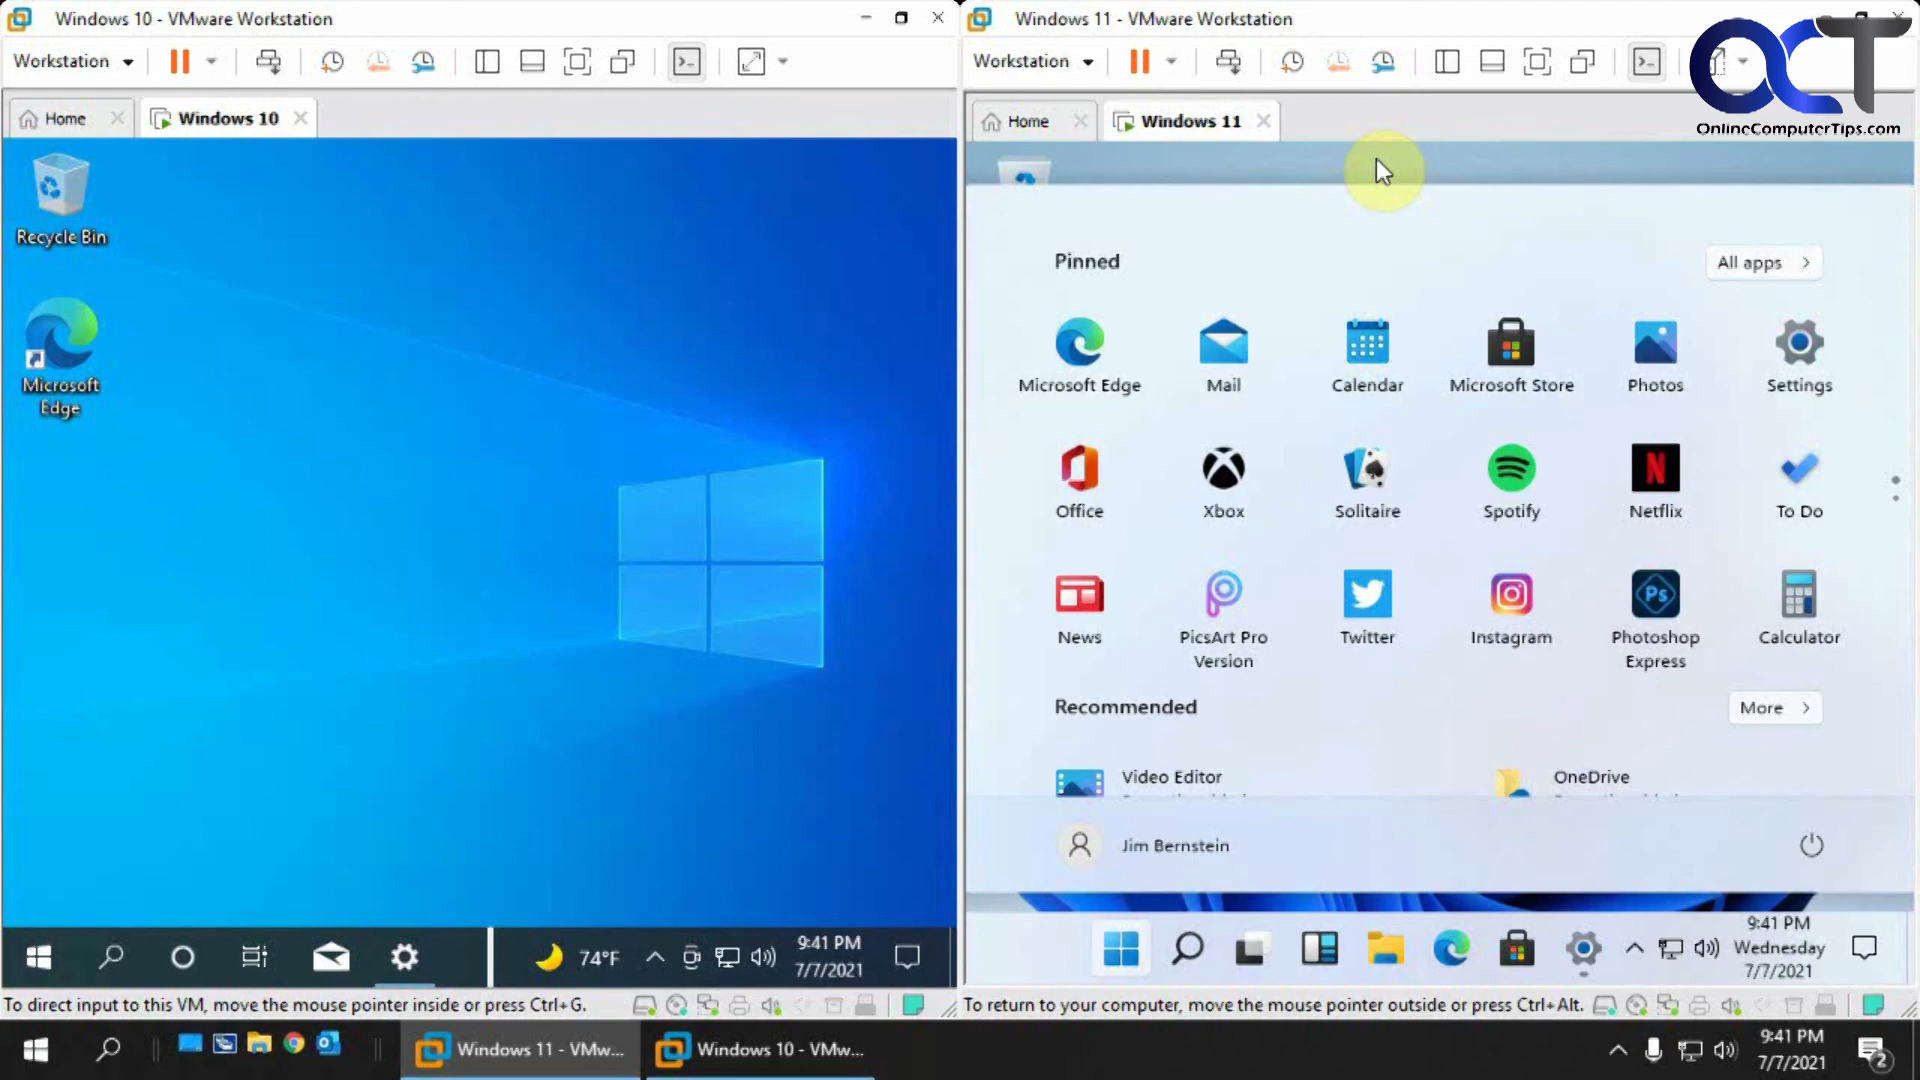 Windows 10 - VMware Workstation
Workstation
Home
Windows 10
Recycle Bin
Microsoft
Edge
74°F
9:41 PM
7/7/2021
To direct input to this VM, move the mouse pointer inside or press Ctrl+G.
Windows 11 - VMware Workstation
Workstation
OCT
OnlineComputerTips.com
Home
Windows 11
Pinned
All apps
Microsoft Edge
Mail
Calendar
Microsoft Store
Photos
Settings
Office
Xbox
Solitaire
Spotify
Netflix
To Do
News
PicsArt Pro
Version
Twitter
Instagram
Ps
Photoshop
Express
Calculator
Recommended
More
Video Editor
OneDrive
Jim Bernstein
9:41 PM
Wednesday
7/7/2021
To return to your computer, move the mouse pointer outside or press Ctrl+Alt.
Windows 11 - VMw...
Windows 10 - VMw...
9:41 PM
7/7/2021
2